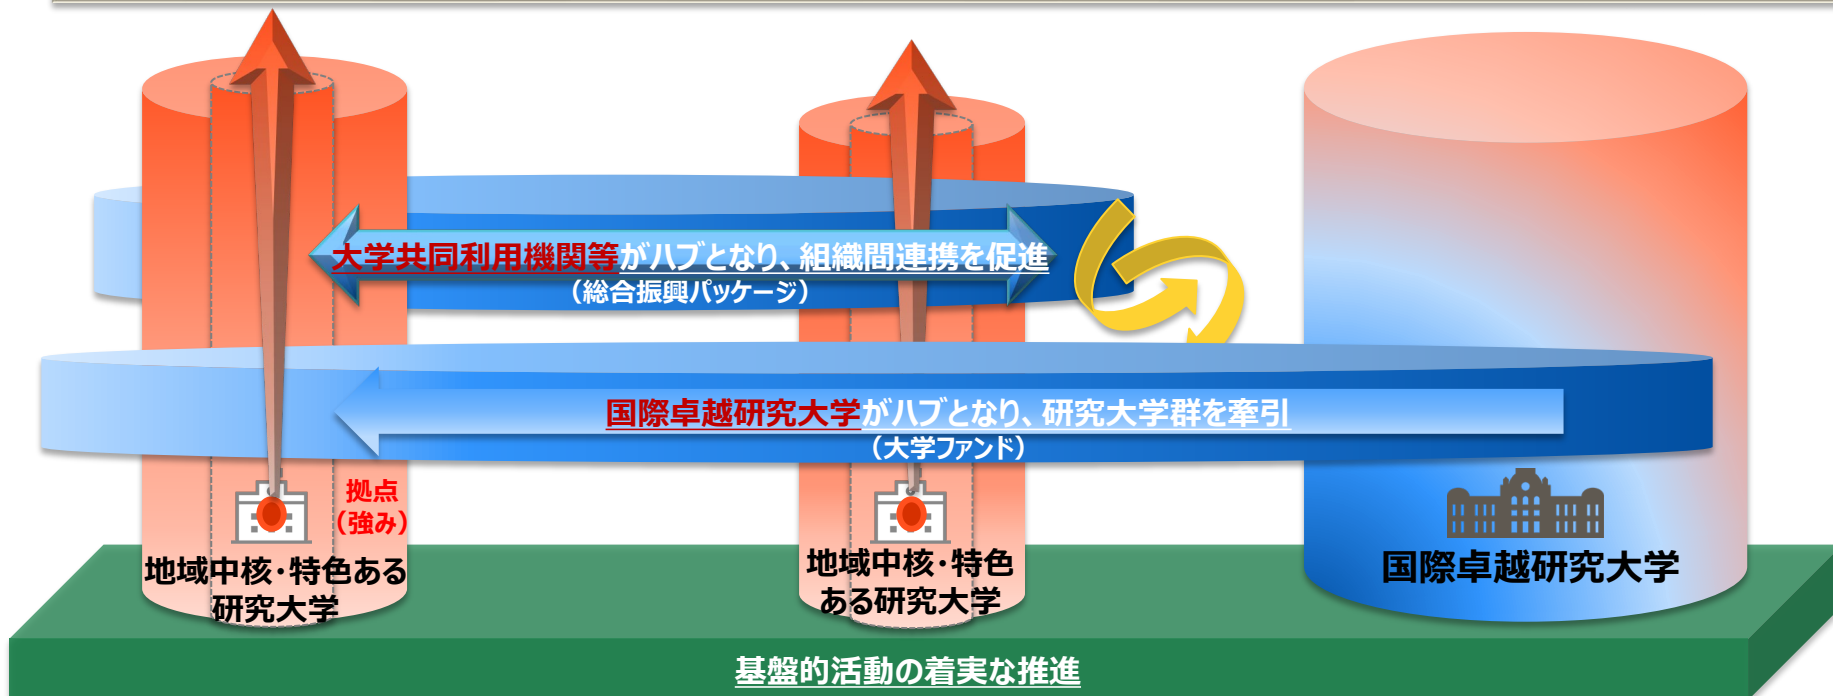 大学共同利用機関等がハブとなり、組織間連携を促進
（総合振興パッケージ）
国際卓越研究大学がハブとなり、研究大学群を牽引
（大学ファンド）
拠点
（強み）
地域中核・特色ある
研究大学
地域中核・特色
ある研究大学
国際卓越研究大学
基盤的活動の着実な推進